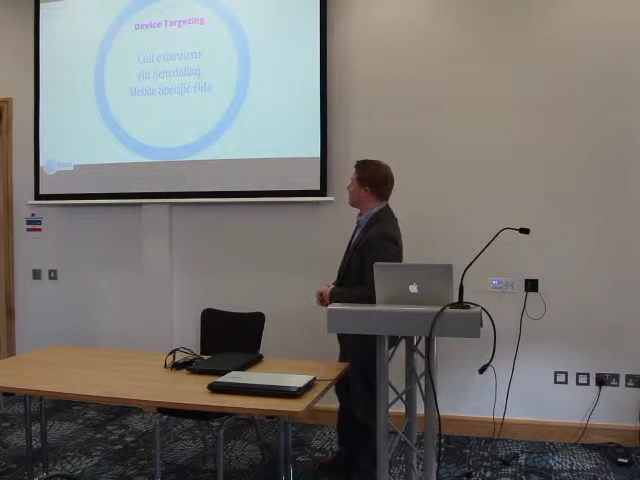 Device Targeting
Call extensions
Ad Scheduling
Mobile Specific Ads